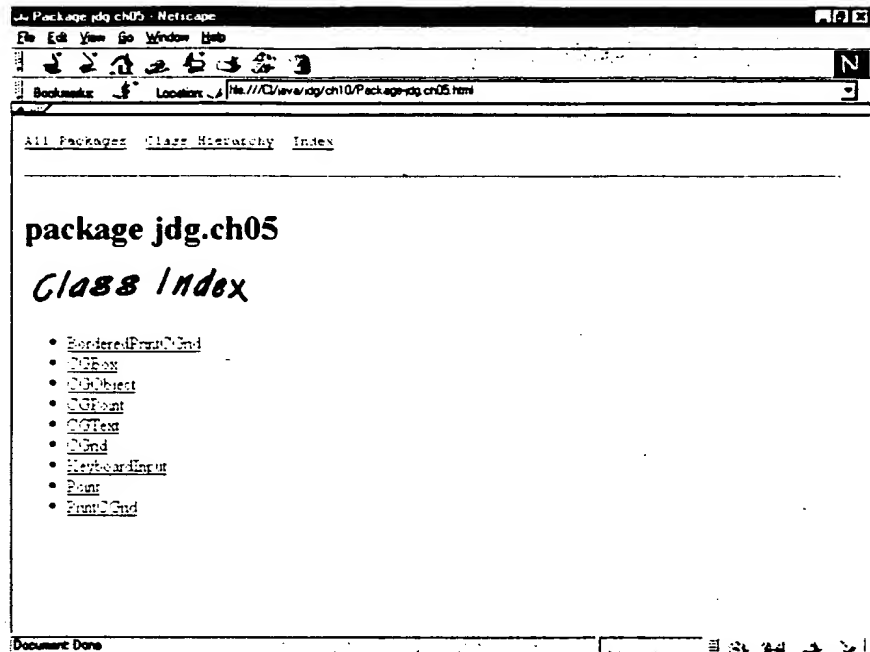 Package jdg.ch05 - Netscape
File Edit View Go Window Help
N
Bookmarks: Location: file:///C|/java/jdg/ch10/Package-jdg.ch05.html
All Packages Class Hierarchy Index
package jdg.ch05
Class Index
BorderedPrintCGrid
CGBox
CGObject
CGPoint
CGText
CGrid
KeyboardInput
Point
PrintCGrid
Document: Done